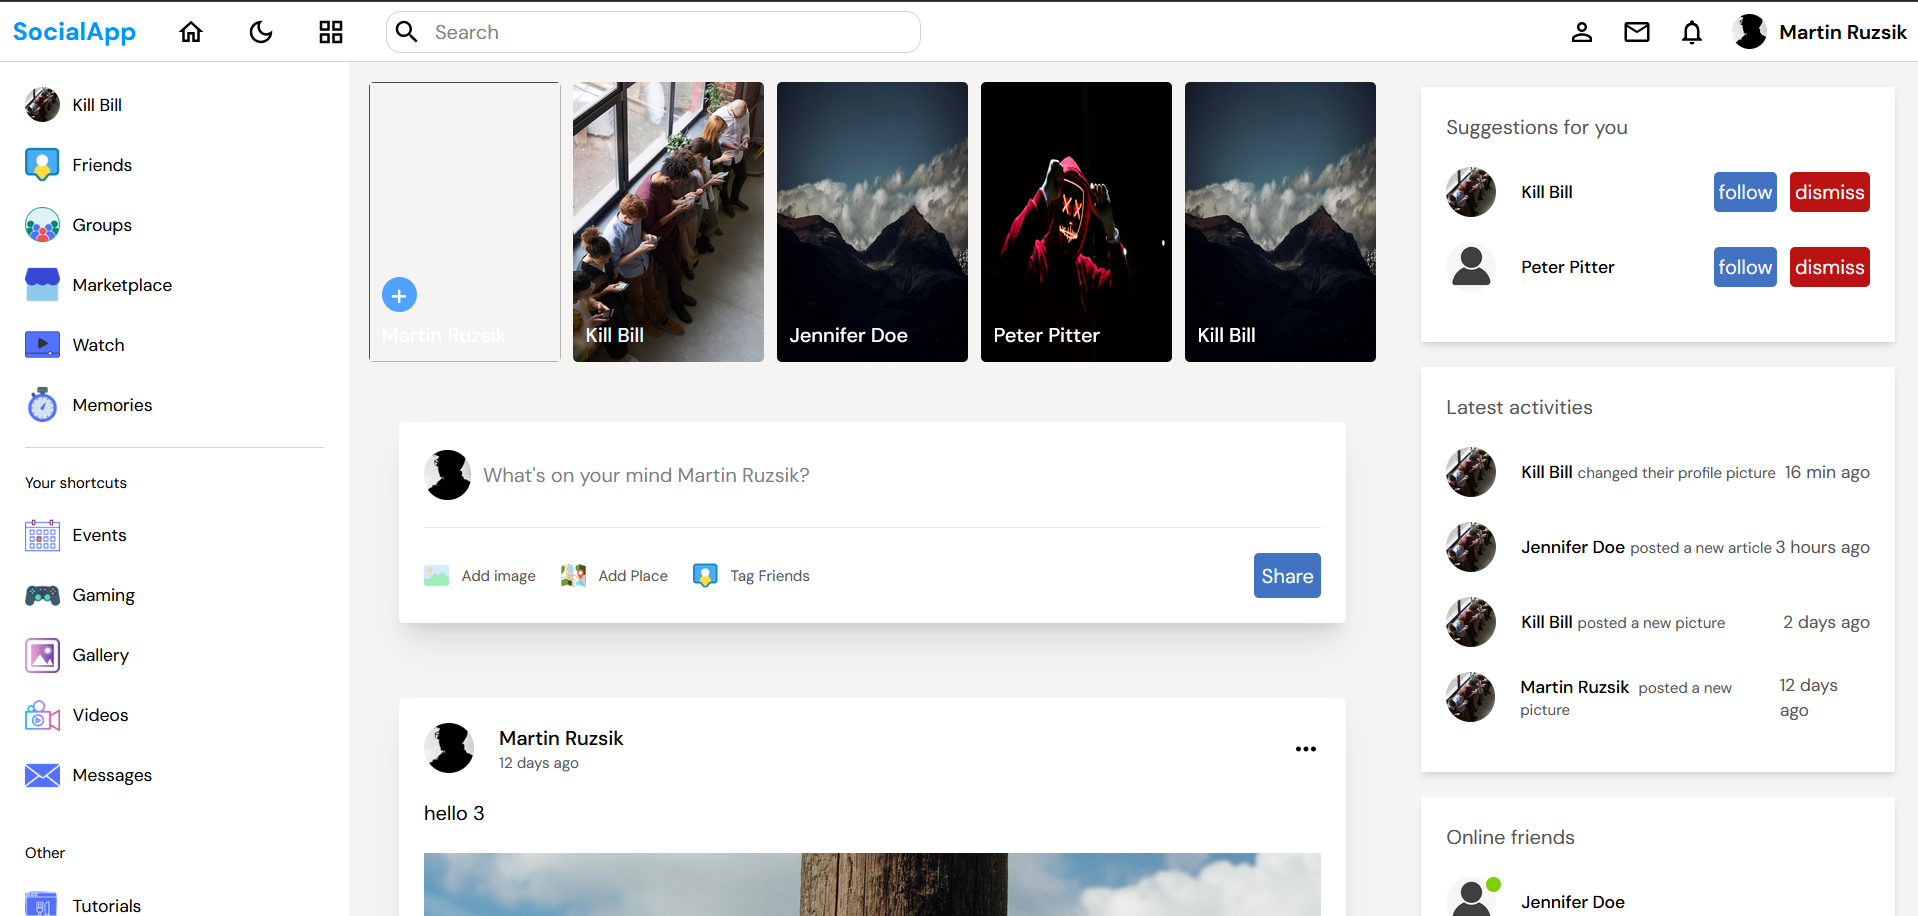 SocialApp
Search
Martin Ruzsik
Kill Bill
Friends
Groups
Marketplace
Watch
Memories
Your shortcuts
Events
Gaming
Gallery
Videos
Messages
Other
Tutorials
Martin Ruzsik
Kill Bill
Jennifer Doe
Peter Pitter
Kill Bill
What's on your mind Martin Ruzsik?
Add image
Add Place
Tag Friends
Share
Martin Ruzsik
12 days ago
hello 3
Suggestions for you
Kill Bill follow dismiss
Peter Pitter follow dismiss
Latest activities
Kill Bill changed their profile picture 16 min ago
Jennifer Doe posted a new article 3 hours ago
Kill Bill posted a new picture 2 days ago
Martin Ruzsik posted a new 12 days
picture ago
Online friends
Jennifer Doe